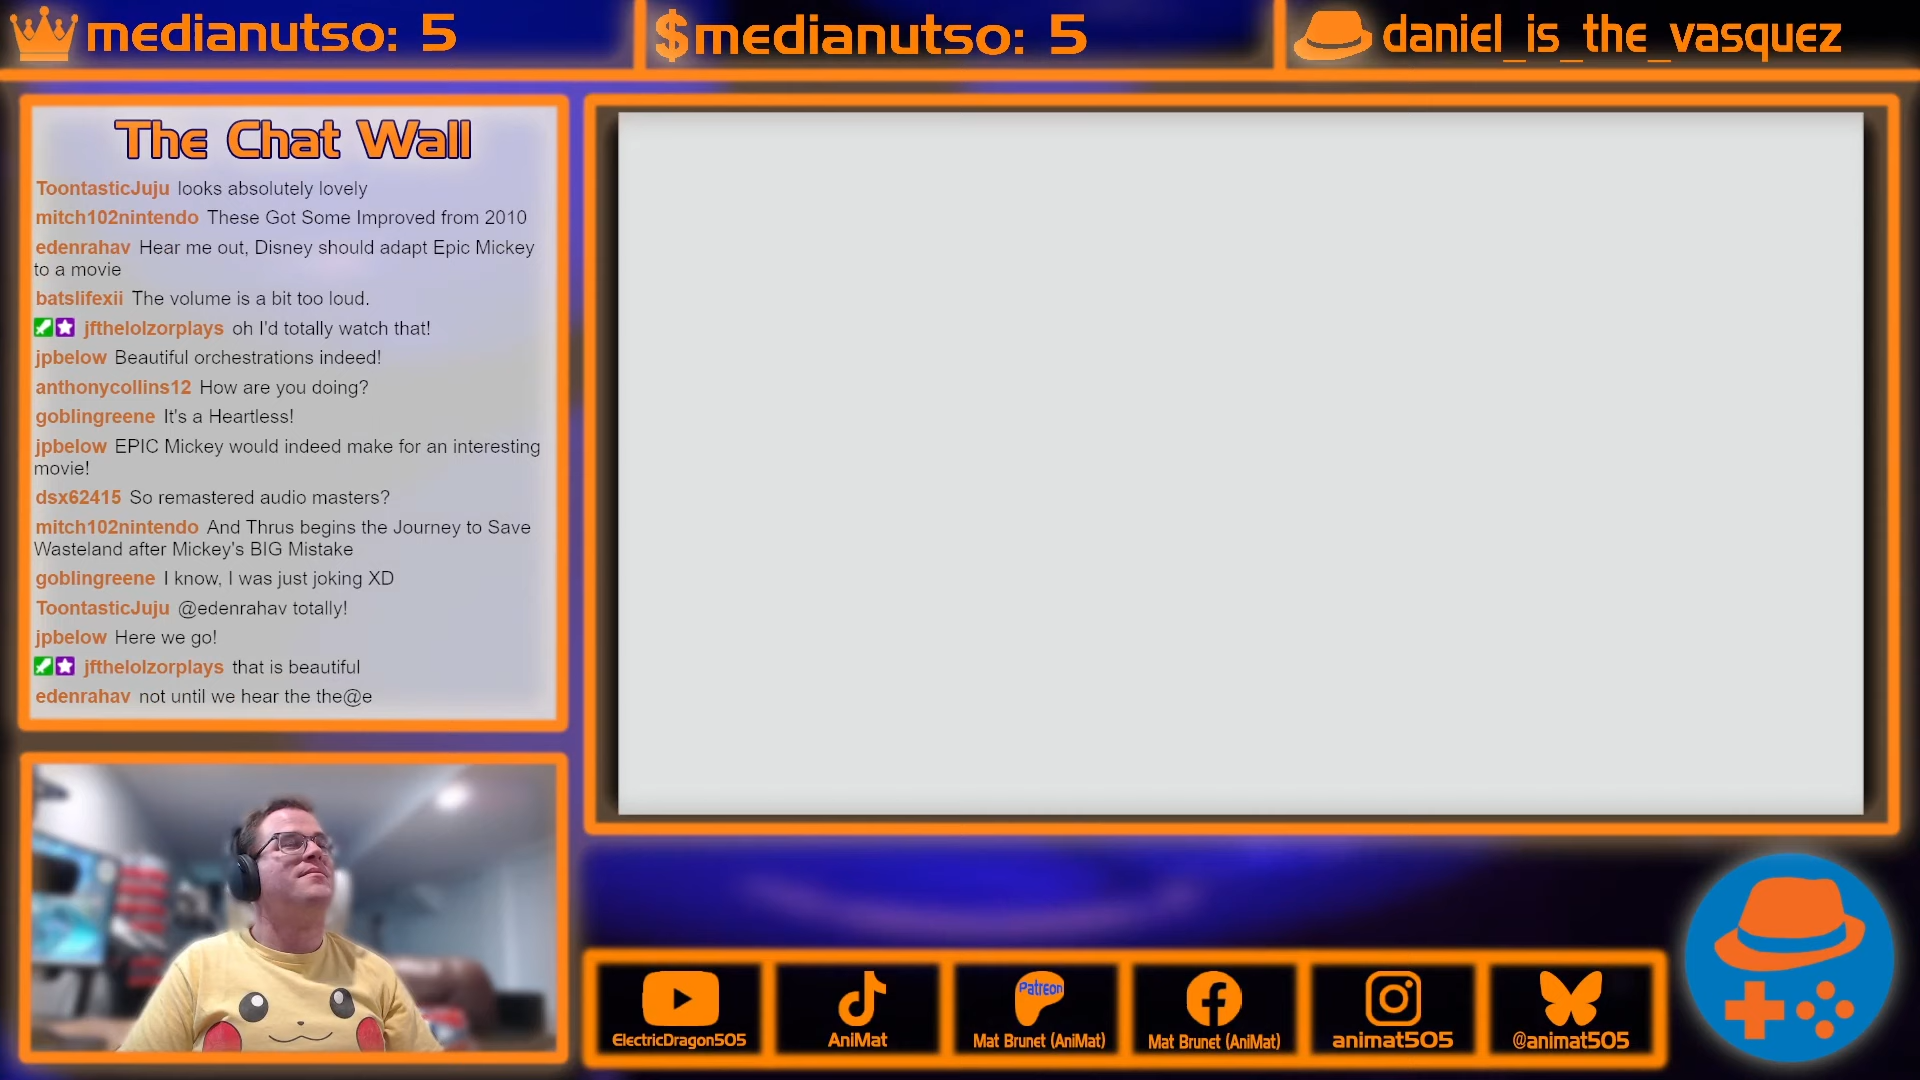 medianutso: 5
$medianutso: 5
daniel_is_the_vasquez
The Chat Wall
ToontasticJuju looks absolutely lovely
mitch102nintendo These Got Some Improved from 2010
edenrahav Hear me out, Disney should adapt Epic Mickey
to a movie
batslifexii The volume is a bit too loud.
jfthelolzorplays oh I'd totally watch that!
jpbelow Beautiful orchestrations indeed!
anthonycollins12 How are you doing?
goblingreene It's a Heartless!
jpbelow EPIC Mickey would indeed make for an interesting
movie!
dsx62415 So remastered audio masters?
mitch102nintendo And Thrus begins the Journey to Save
Wasteland after Mickey's BIG Mistake
goblingreene I know, I was just joking XD
ToontasticJuju @edenrahav totally!
jpbelow Here we go!
jfthelolzorplays that is beautiful
edenrahav not until we hear the the@e
Patreon
ElectricDragon505
AniMat
Mat Brunet (AniMat)
Mat Brunet (AniMat)
animat505
@animat505